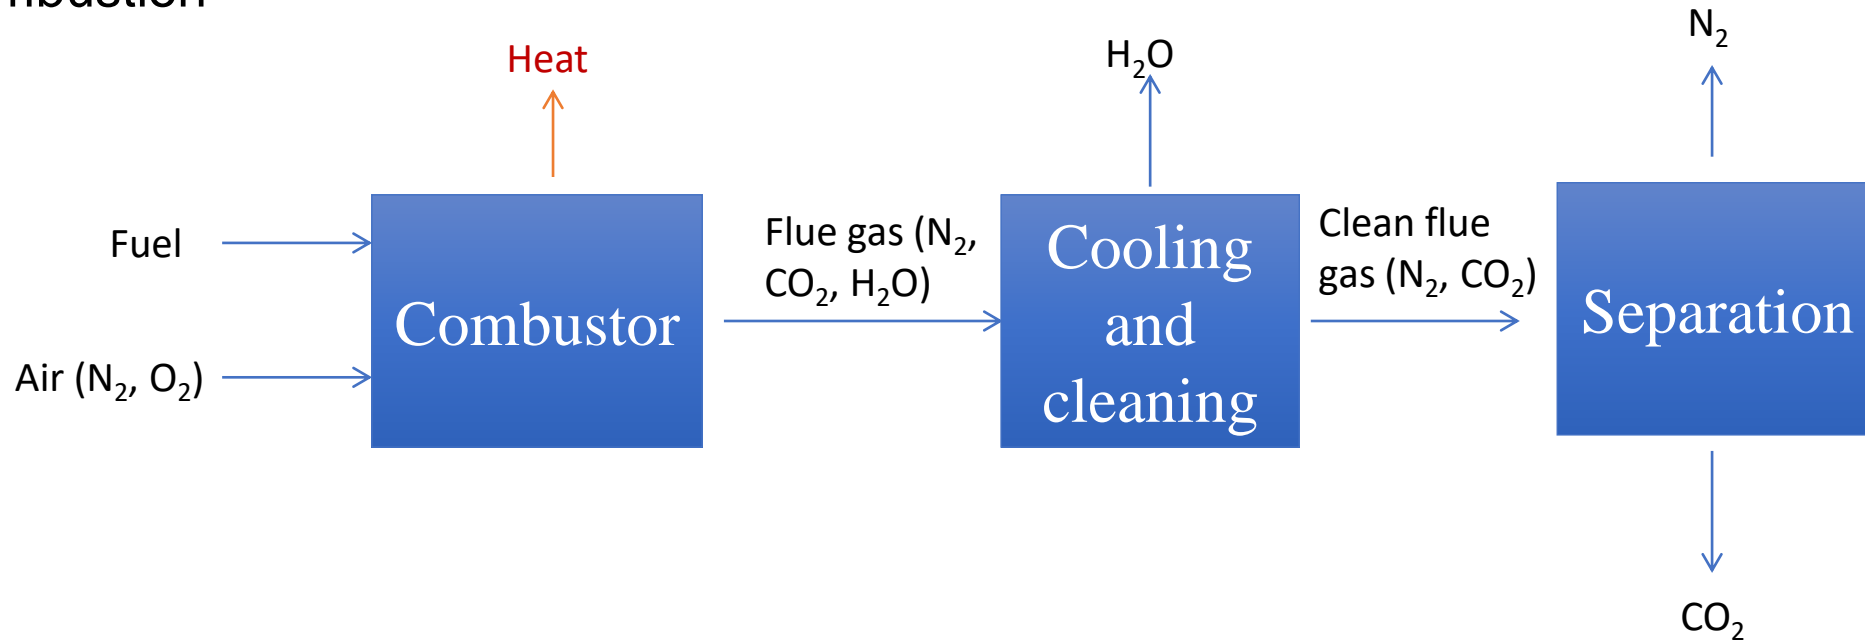 Heat
H₂O
N₂
Fuel
Air (N₂, O₂)
Combustor
Flue gas (N₂,
CO₂, H₂O)
Cooling
and
cleaning
Clean flue
gas (N₂, CO₂)
Separation
CO₂